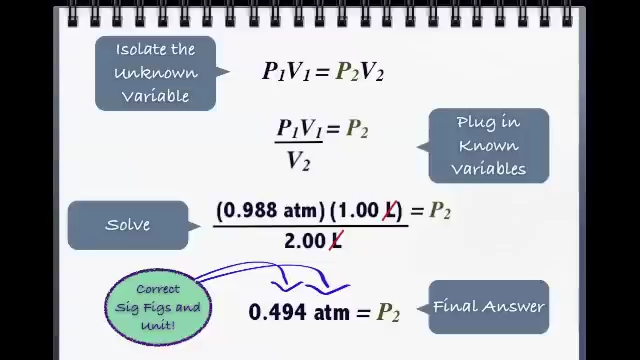 Isolate the
Unknown
Variable
P₁V₁ = P₂V₂
P₁V₁ = P₂
V₂
Plug in
Known
Variables
(0.988 atm) (1.00 L) = P₂
2.00 L
Solve
Correct
Sig Figs and
Unit!
0.494 atm = P₂
Final Answer